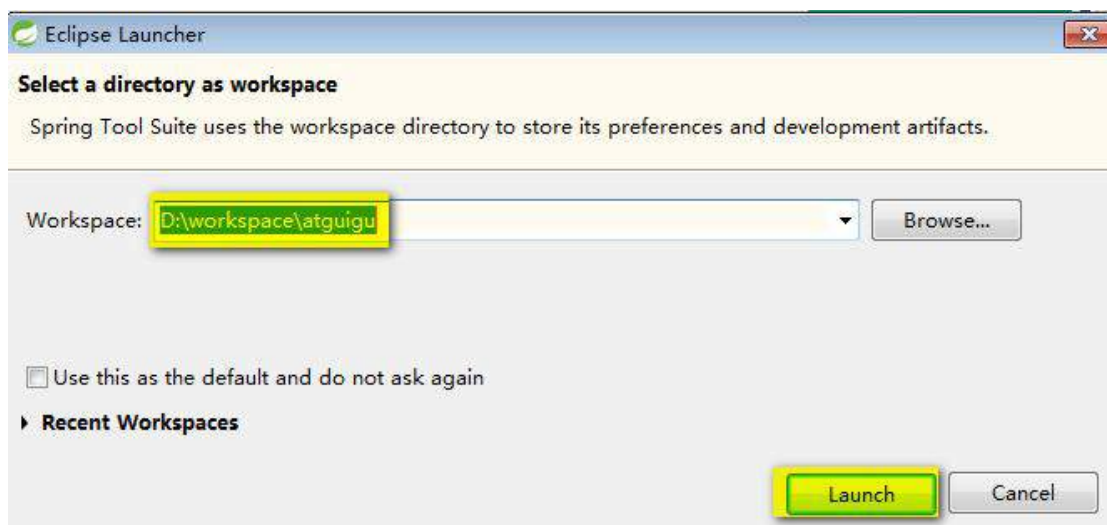 Eclipse Launcher
Select a directory as workspace
Spring Tool Suite uses the workspace directory to store its preferences and development artifacts.
Workspace: D:\workspace\atguigu Browse...
Use this as the default and do not ask again
Recent Workspaces
Launch Cancel